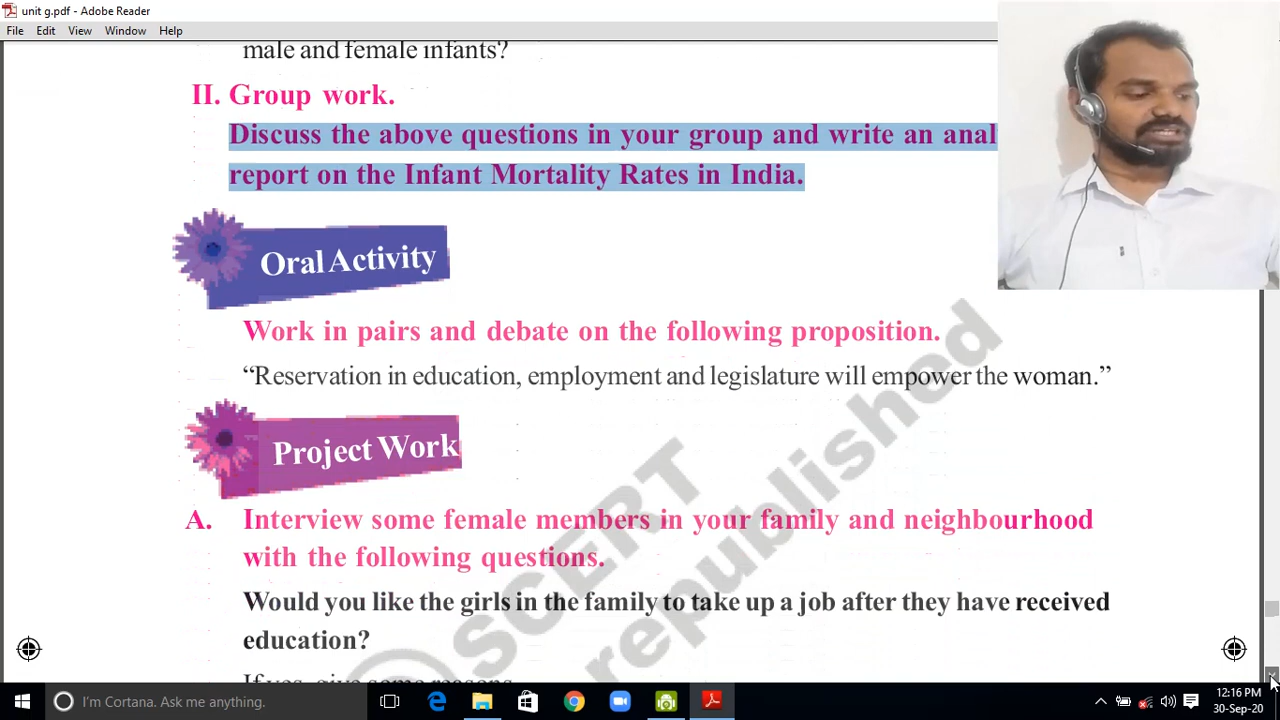 unit g.pdf - Adobe Reader
File Edit View Window Help
male and female infants?
II. Group work.
Discuss the above questions in your group and write an anal
report on the Infant Mortality Rates in India.
Oral Activity
Work in pairs and debate on the following proposition.
“Reservation in education, employment and legislature will empower the woman.”
Project Work
A. Interview some female members in your family and neighbourhood
with the following questions.
Would you like the girls in the family to take up a job after they have received
education?
If yes, give some reasons
SCERT
republished
I'm Cortana. Ask me anything.
12:16 PM
30-Sep-20